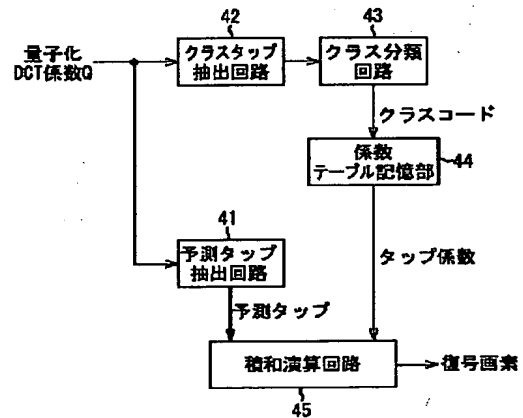 42
43
量子化
DCT係数Q
クラスタップ
抽出回路
クラス分類
回路
クラスコード
係数
テーブル記憶部
44
41
予測タップ
抽出回路
タップ係数
予測タップ
積和演算回路
復号画素
45